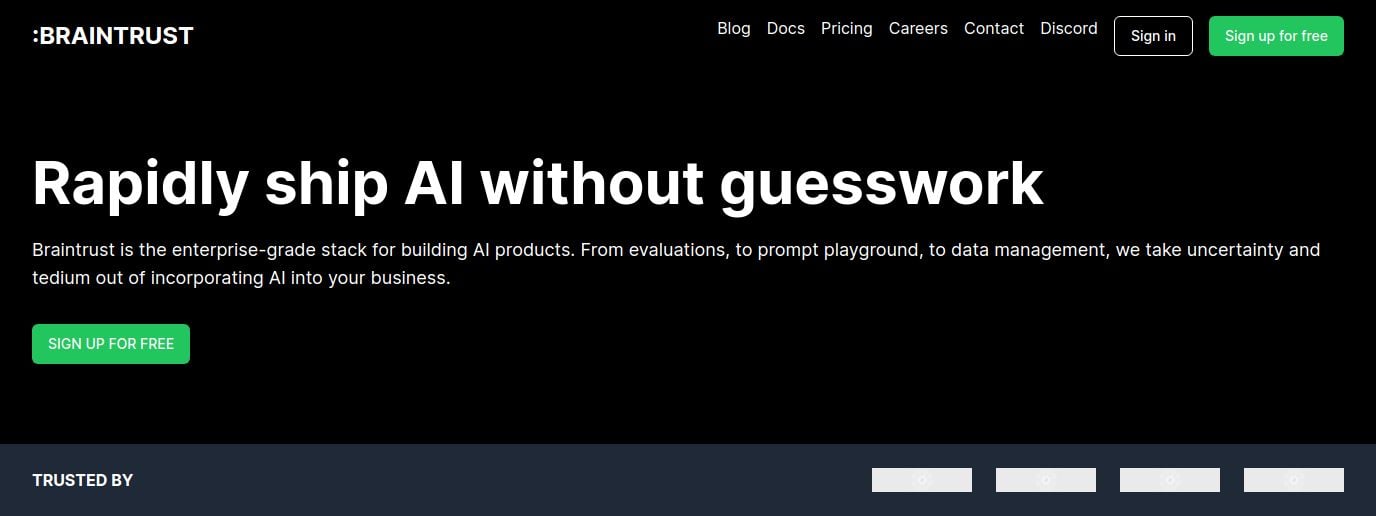 :BRAINTRUST
Blog Docs Pricing Careers Contact Discord Sign in Sign up for free
Rapidly ship AI without guesswork
Braintrust is the enterprise-grade stack for building AI products. From evaluations, to prompt playground, to data management, we take uncertainty and
tedium out of incorporating AI into your business.
SIGN UP FOR FREE
TRUSTED BY